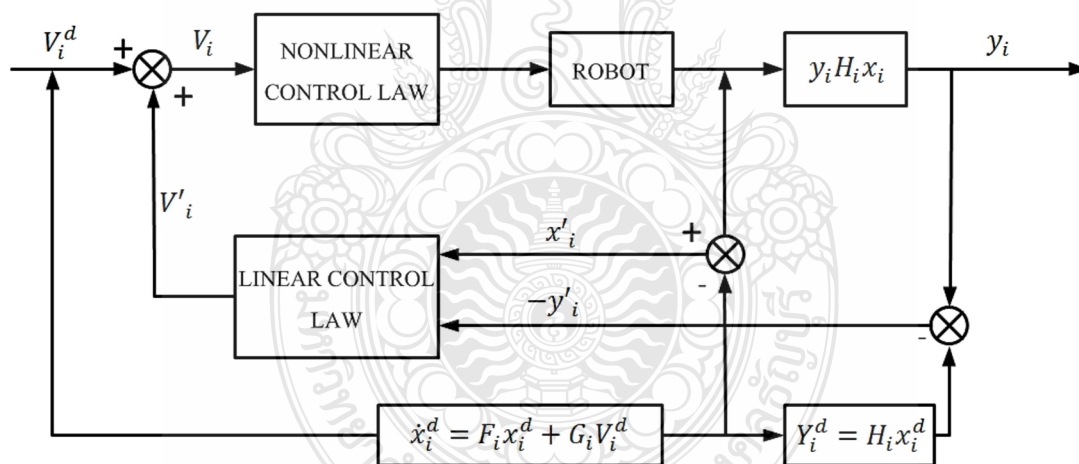 V_i^d
+
+
V_i
NONLINEAR
CONTROL LAW
ROBOT
y_i H_i x_i
y_i
V'_i
LINEAR CONTROL
LAW
x'_i
+
-
-y'_i
-
ẋ_i^d = F_i x_i^d + G_i V_i^d
Y_i^d = H_i x_i^d